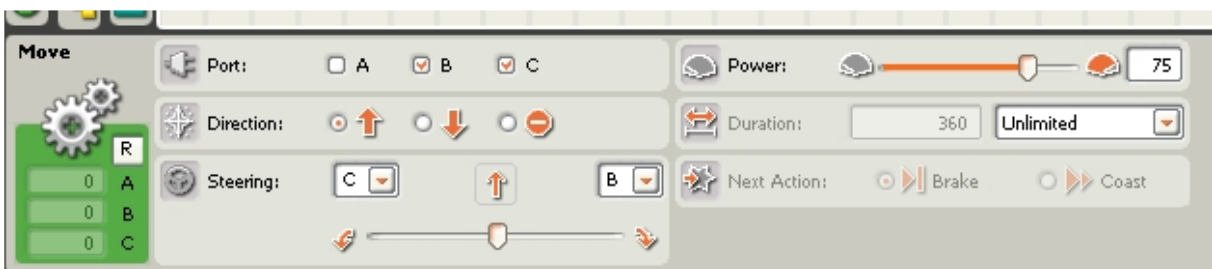 Move
Port: A B C
Power: 75
Direction:
Duration: 360 Unlimited
R
Steering: C B
Next Action: Brake Coast
0 A
0 B
0 C